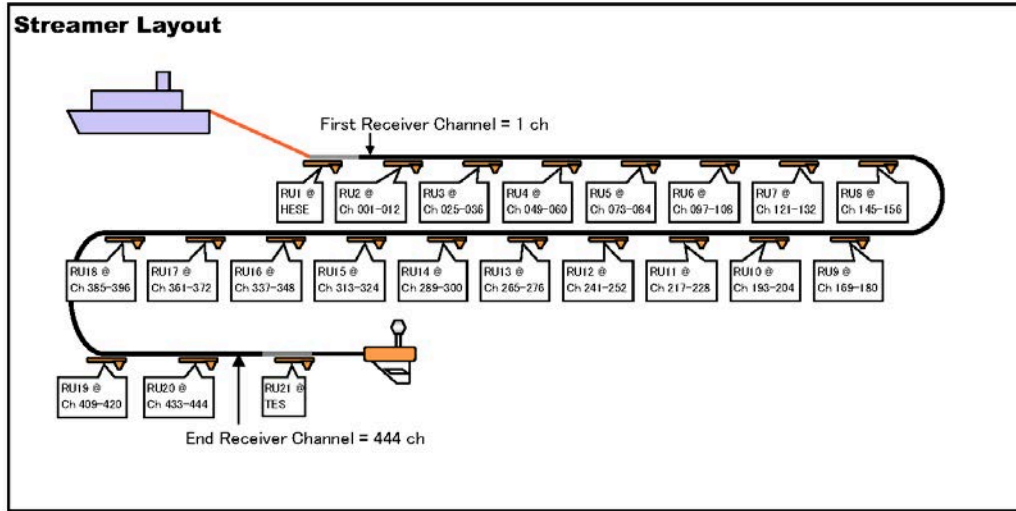 Streamer Layout
First Receiver Channel = 1 ch
RU1 @
HESE
RU2 @
Ch 001-012
RU3 @
Ch 025-036
RU4 @
Ch 049-060
RU5 @
Ch 073-084
RU6 @
Ch 097-108
RU7 @
Ch 121-132
RU8 @
Ch 145-156
RU18 @
Ch 385-396
RU17 @
Ch 361-372
RU16 @
Ch 337-348
RU15 @
Ch 313-324
RU14 @
Ch 289-300
RU13 @
Ch 265-276
RU12 @
Ch 241-252
RU11 @
Ch 217-228
RU10 @
Ch 193-204
RU9 @
Ch 169-180
RU19 @
Ch 409-420
RU20 @
Ch 433-444
RU21 @
TES
End Receiver Channel = 444 ch